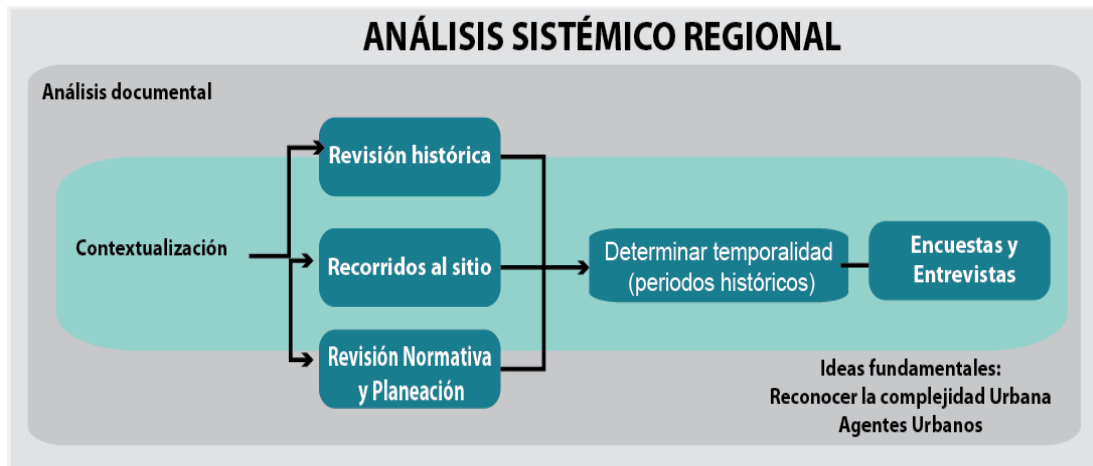 ANÁLISIS SISTÉMICO REGIONAL
Análisis documental
Contextualización
Revisión histórica
Recorridos al sitio
Revisión Normativa
y Planeación
Determinar temporalidad
(periodos históricos)
Encuestas y
Entrevistas
Ideas fundamentales:
Reconocer la complejidad Urbana
Agentes Urbanos